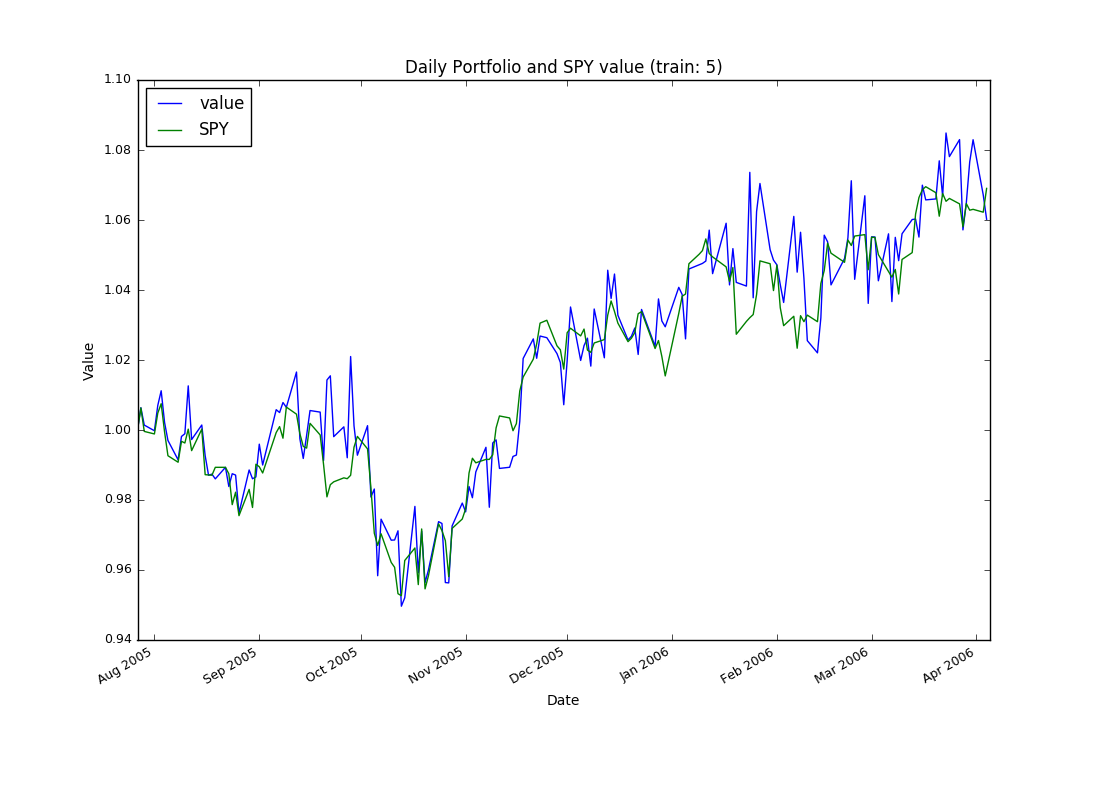 Daily Portfolio and SPY value (train: 5)
1.10
value
SPY
1.08
1.06
1.04
1.02
1.00
0.98
0.96
0.94
Value
Aug 2005
Sep 2005
Oct 2005
Nov 2005
Dec 2005
Jan 2006
Feb 2006
Mar 2006
Apr 2006
Date